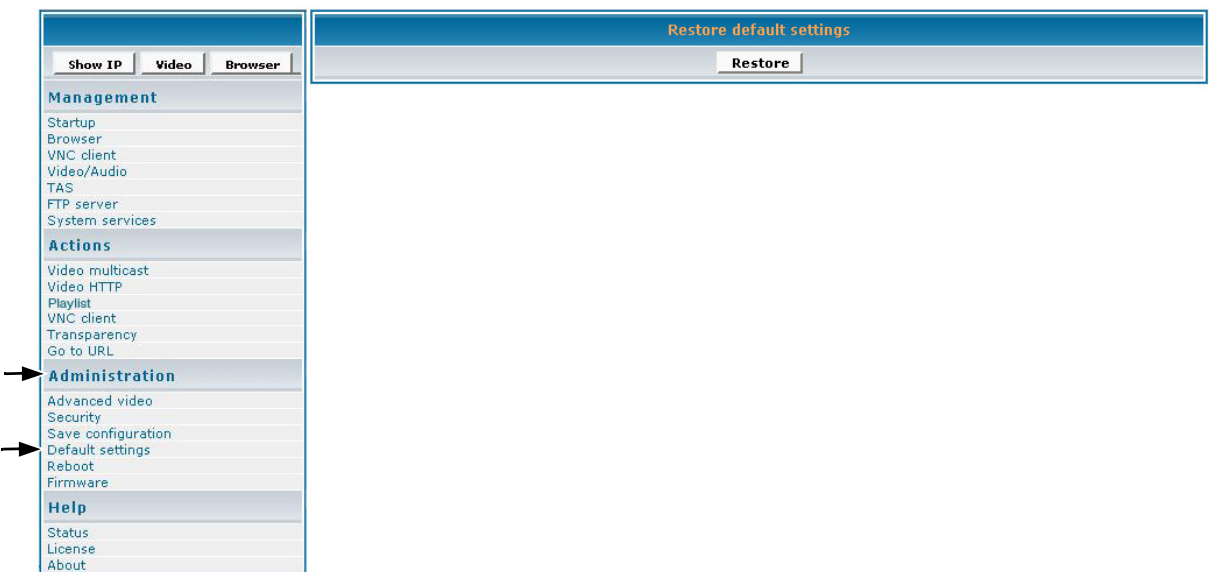 Restore default settings
Show IP Video Browser
Restore
Management
Startup
Browser
VNC client
Video/Audio
TAS
FTP server
System services
Actions
Video multicast
Video HTTP
Playlist
VNC client
Transparency
Go to URL
Administration
Advanced video
Security
Save configuration
Default settings
Reboot
Firmware
Help
Status
License
About